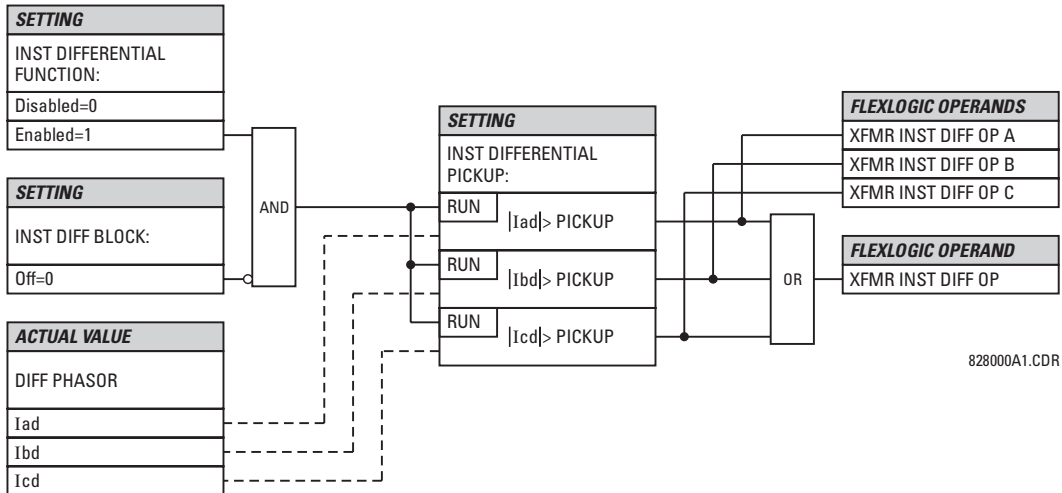 SETTING
INST DIFFERENTIAL
FUNCTION:
Disabled=0
Enabled=1
SETTING
INST DIFF BLOCK:
Off=0
ACTUAL VALUE
DIFF PHASOR
Iad
Ibd
Icd
AND
SETTING
INST DIFFERENTIAL
PICKUP:
RUN
|Iad|> PICKUP
RUN
|Ibd|> PICKUP
RUN
|Icd|> PICKUP
OR
FLEXLOGIC OPERANDS
XFMR INST DIFF OP A
XFMR INST DIFF OP B
XFMR INST DIFF OP C
FLEXLOGIC OPERAND
XFMR INST DIFF OP
828000A1.CDR